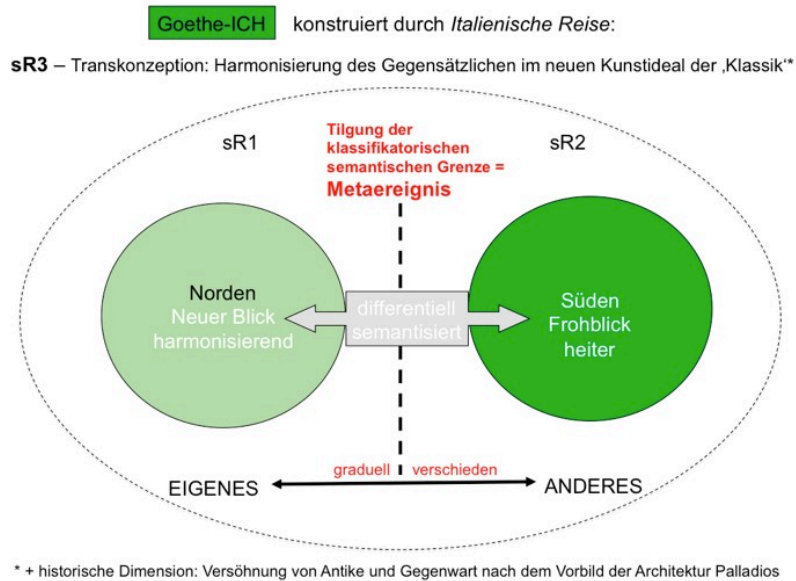 Goethe-ICH konstruiert durch Italienische Reise:
sR3 – Transkonzeption: Harmonisierung des Gegensätzlichen im neuen Kunstideal der ‚Klassik‘*
sR1
Tilgung der
klassifikatorischen
semantischen Grenze =
Metaereignis
sR2
Norden
Neuer Blick
harmonisierend
differentiell
semantisiert
Süden
Frohblick
heiter
graduell verschieden
EIGENES
ANDERES
* + historische Dimension: Versöhnung von Antike und Gegenwart nach dem Vorbild der Architektur Palladios